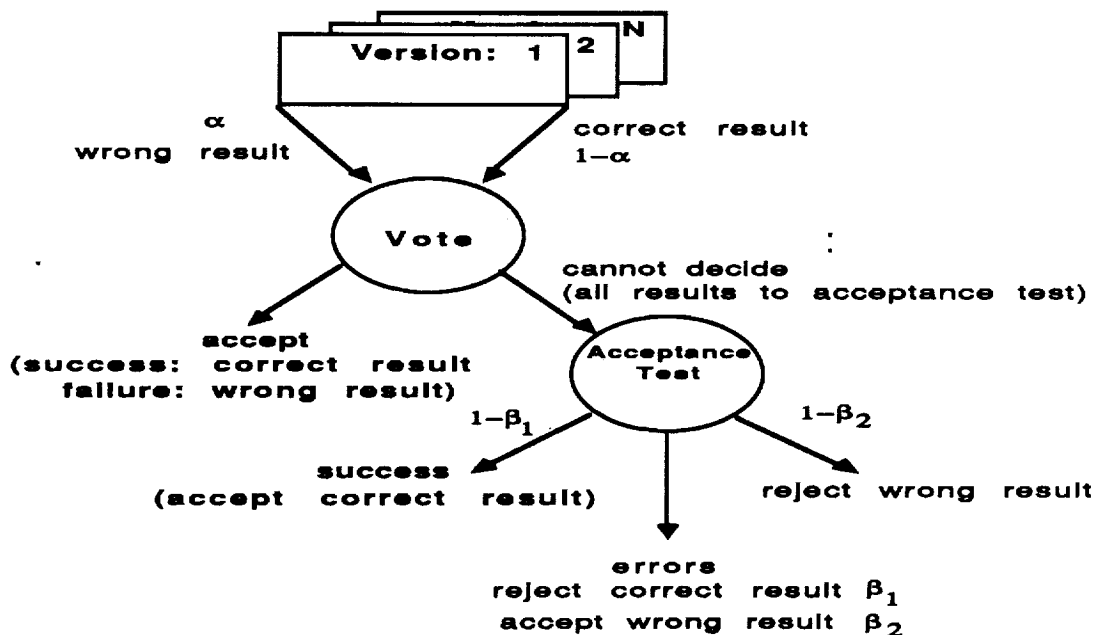 N
2
Version: 1
α
wrong result
correct result
1-α
Vote
cannot decide
(all results to acceptance test)
accept
(success: correct result
failure: wrong result)
Acceptance
Test
1-β₁
1-β₂
success
(accept correct result)
reject wrong result
errors
reject correct result β₁
accept wrong result β₂